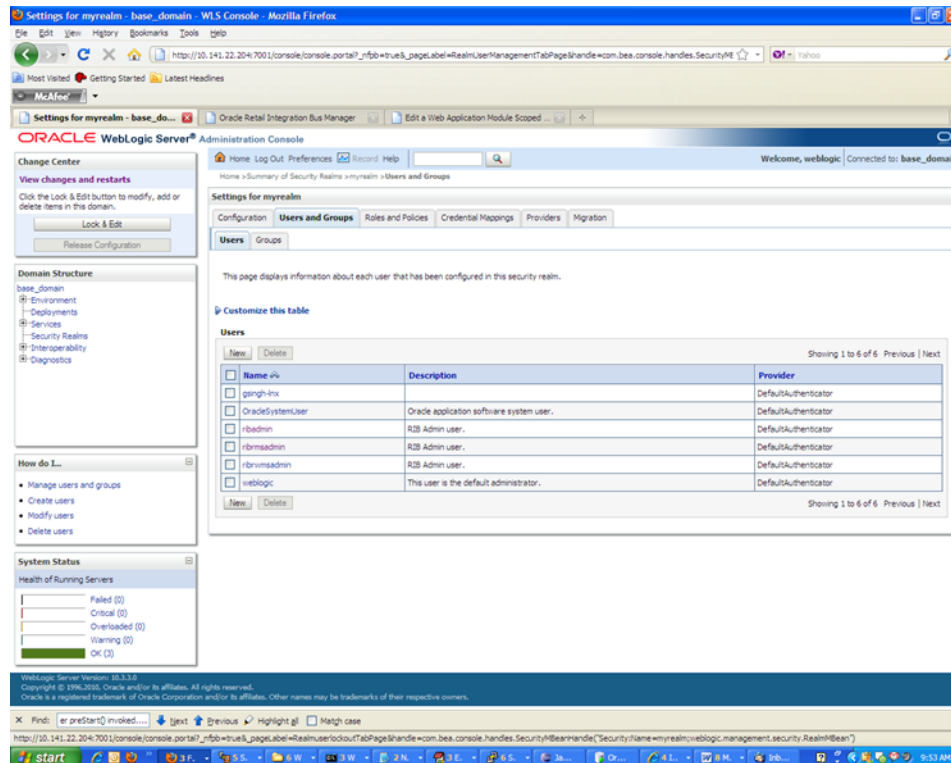 Settings for myrealm - base_domain - WLS Console - Mozilla Firefox
File Edit View History Bookmarks Tools Help
http://10.141.22.204:7001/console/console.portal?_nfpb=true&_pageLabel=RealmUserManagementTabPage&handle=com.bea.console.handles.SecurityME
Yahoo
Most Visited Getting Started Latest Headlines
McAfee
Settings for myrealm - base_do... Oracle Retail Integration Bus Manager Edit a Web Application Module Scoped ...
ORACLE WebLogic Server® Administration Console
Change Center
View changes and restarts
Click the Lock & Edit button to modify, add or
delete items in this domain.
Lock & Edit
Release Configuration
Domain Structure
base_domain
Environment
Deployments
Services
Security Realms
Interoperability
Diagnostics
How do I...
Manage users and groups
Create users
Modify users
Delete users
System Status
Health of Running Servers
Failed (0)
Critical (0)
Overloaded (0)
Warning (0)
OK (3)
Home Log Out Preferences Record Help
Welcome, weblogic Connected to: base_domai
Home >Summary of Security Realms >myrealm >Users and Groups
Settings for myrealm
Configuration Users and Groups Roles and Policies Credential Mappings Providers Migration
Users Groups
This page displays information about each user that has been configured in this security realm.
Customize this table
Users
New Delete Showing 1 to 6 of 6 Previous | Next
Name Description Provider
gsingh-lnx DefaultAuthenticator
OracleSystemUser Oracle application software system user. DefaultAuthenticator
ribadmin RIB Admin user. DefaultAuthenticator
ribrmsadmin RIB Admin user. DefaultAuthenticator
ribrwmsadmin RIB Admin user. DefaultAuthenticator
weblogic This user is the default administrator. DefaultAuthenticator
New Delete Showing 1 to 6 of 6 Previous | Next
WebLogic Server Version: 10.3.3.0
Copyright © 1996,2010, Oracle and/or its affiliates. All rights reserved.
Oracle is a registered trademark of Oracle Corporation and/or its affiliates. Other names may be trademarks of their respective owners.
Find: er preStart() invoked.... Next Previous Highlight all Match case
http://10.141.22.204:7001/console/console.portal?_nfpb=true&_pageLabel=RealmuserlockoutTabPage&handle=com.bea.console.handles.SecurityMBeanHandle("Security:Name=myrealm;weblogic.management.security.RealmMBean")
start 3 F. 5 S. 6 W 3 W 2 N. 3 E. 6 S. Ja... Or... 4 L. 8 M. Inb... 9:53 AM